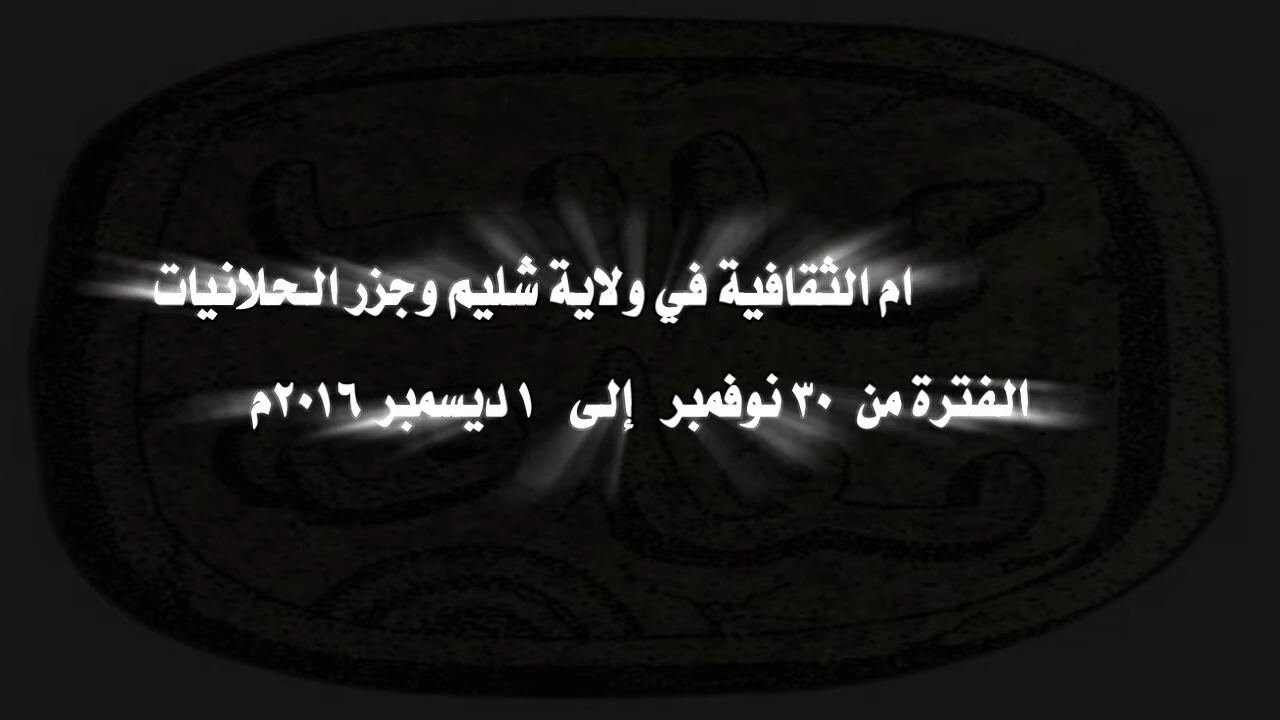 ام الثقافية في ولاية شليم وجزر الحلانيات
الفترة من ٣٠ نوفمبر إلى ١ ديسمبر ٢٠١٦م